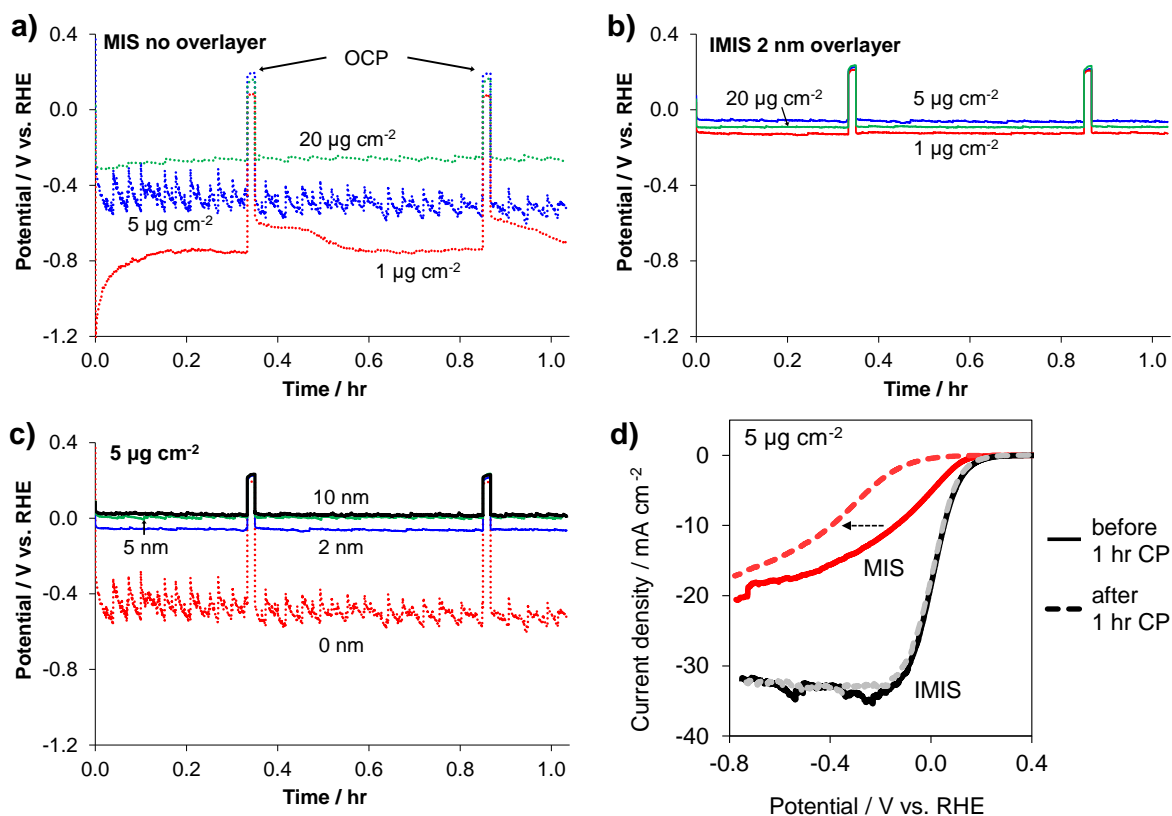 a)
MIS no overlayer
OCP
20 µg cm-2
5 µg cm-2
1 µg cm-2
Potential / V vs. RHE
0.4
0.0
-0.4
-0.8
-1.2
0.0 0.2 0.4 0.6 0.8 1.0
Time / hr
b)
IMIS 2 nm overlayer
20 µg cm-2
5 µg cm-2
1 µg cm-2
Potential / V vs. RHE
0.4
0.0
-0.4
-0.8
-1.2
0.0 0.2 0.4 0.6 0.8 1.0
Time / hr
c)
5 µg cm-2
10 nm
5 nm
2 nm
0 nm
Potential / V vs. RHE
0.4
0.0
-0.4
-0.8
-1.2
0.0 0.2 0.4 0.6 0.8 1.0
Time / hr
d)
5 µg cm-2
MIS
IMIS
before
1 hr CP
after
1 hr CP
Current density / mA cm-2
0
-10
-20
-30
-40
-0.8 -0.4 0.0 0.4
Potential / V vs. RHE